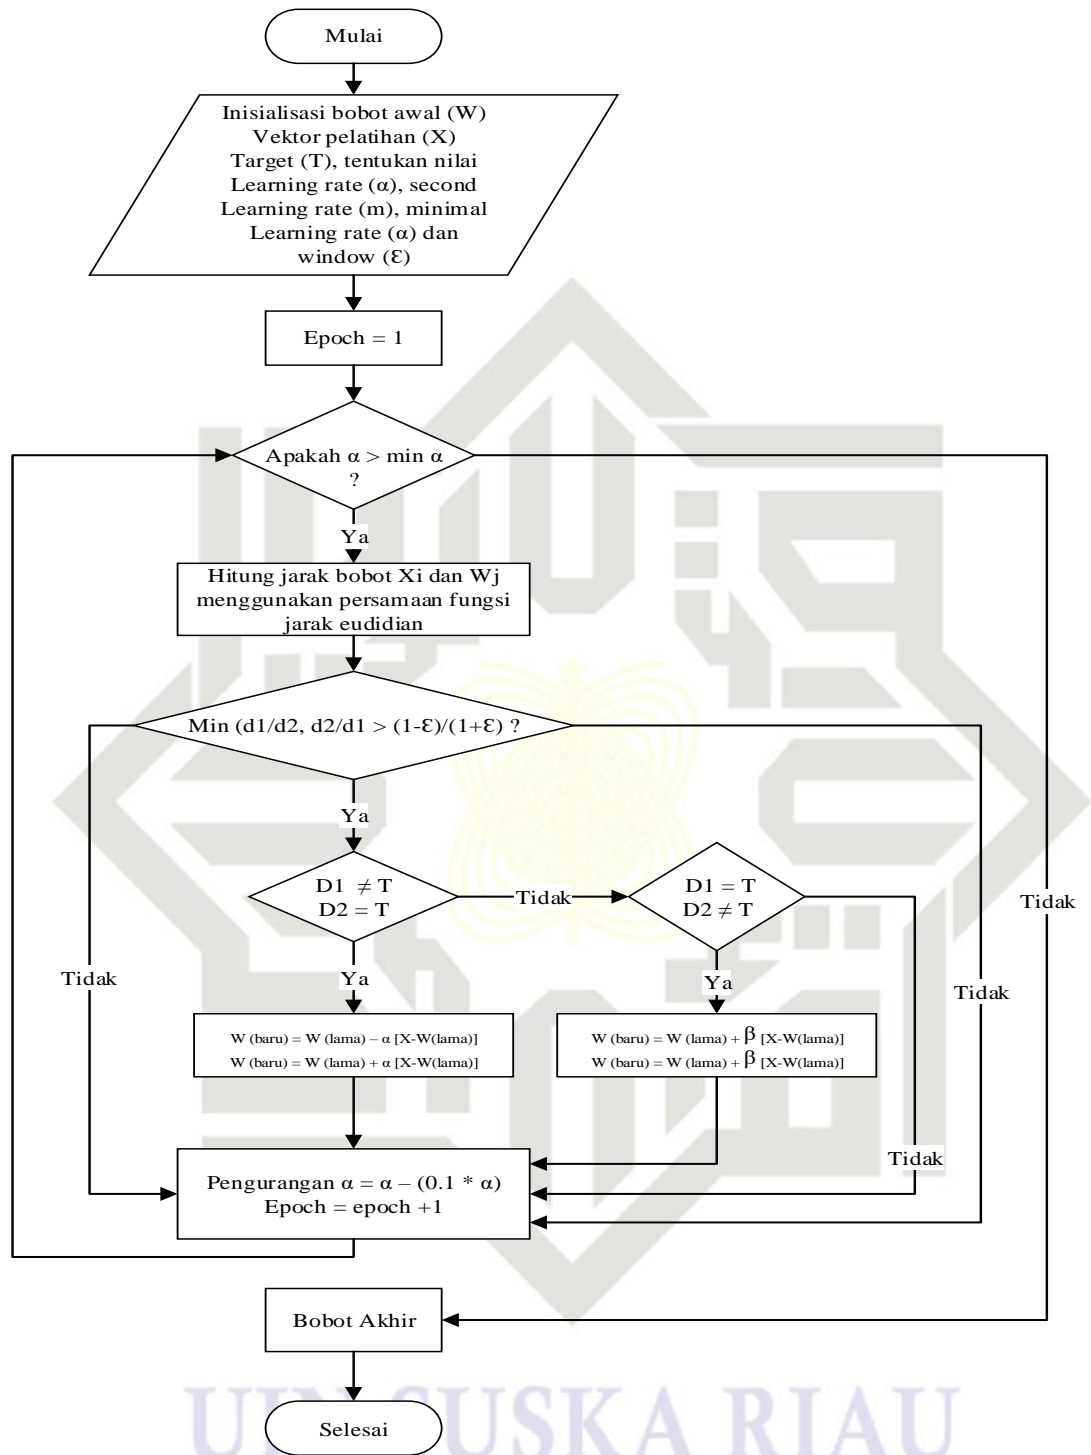 Mulai
Inisialisasi bobot awal (W)
Vektor pelatihan (X)
Target (T), tentukan nilai
Learning rate (α), second
Learning rate (m), minimal
Learning rate (α) dan
window (Ɛ)
Epoch = 1
Apakah α > min α
?
Ya
Hitung jarak bobot Xi dan Wj
menggunakan persamaan fungsi
jarak eudidian
Min (d1/d2, d2/d1 > (1-Ɛ)/(1+Ɛ) ?
Ya
D1 ≠ T
D2 = T
Tidak
D1 = T
D2 ≠ T
Tidak
Tidak
Ya
Ya
Tidak
W (baru) = W (lama) – α [X-W(lama)]
W (baru) = W (lama) + α [X-W(lama)]
W (baru) = W (lama) + β [X-W(lama)]
W (baru) = W (lama) + β [X-W(lama)]
Tidak
Pengurangan α = α – (0.1 * α)
Epoch = epoch +1
Bobot Akhir
Selesai
UIN SUSKA RIAU